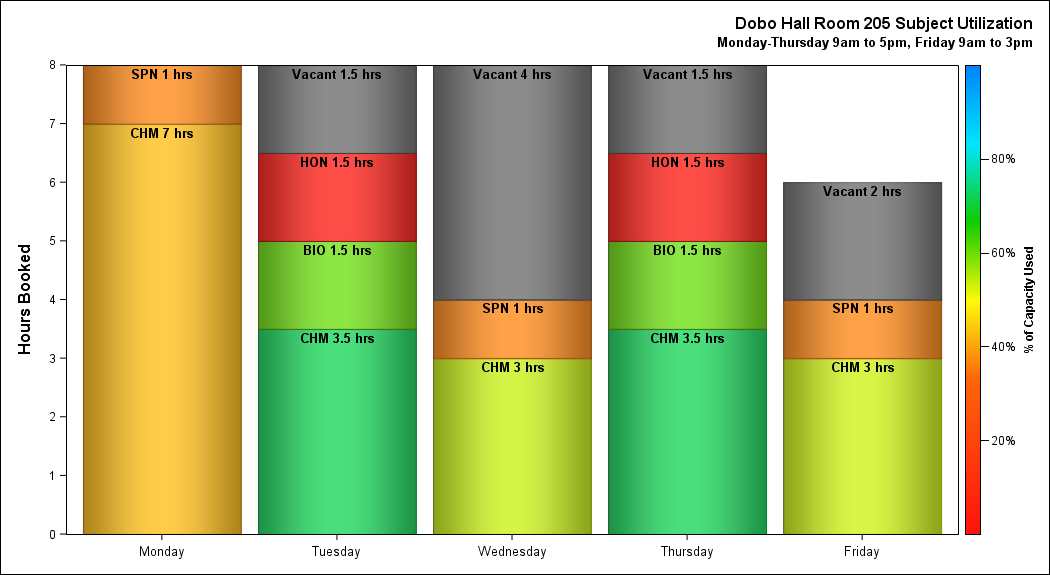 Dobo Hall Room 205 Subject Utilization
Monday-Thursday 9am to 5pm, Friday 9am to 3pm
Hours Booked
8
7
6
5
4
3
2
1
0
SPN 1 hrs
CHM 7 hrs
Vacant 1.5 hrs
HON 1.5 hrs
BIO 1.5 hrs
CHM 3.5 hrs
Vacant 4 hrs
SPN 1 hrs
CHM 3 hrs
Vacant 1.5 hrs
HON 1.5 hrs
BIO 1.5 hrs
CHM 3.5 hrs
Vacant 2 hrs
SPN 1 hrs
CHM 3 hrs
Monday
Tuesday
Wednesday
Thursday
Friday
80%
60%
40%
20%
% of Capacity Used